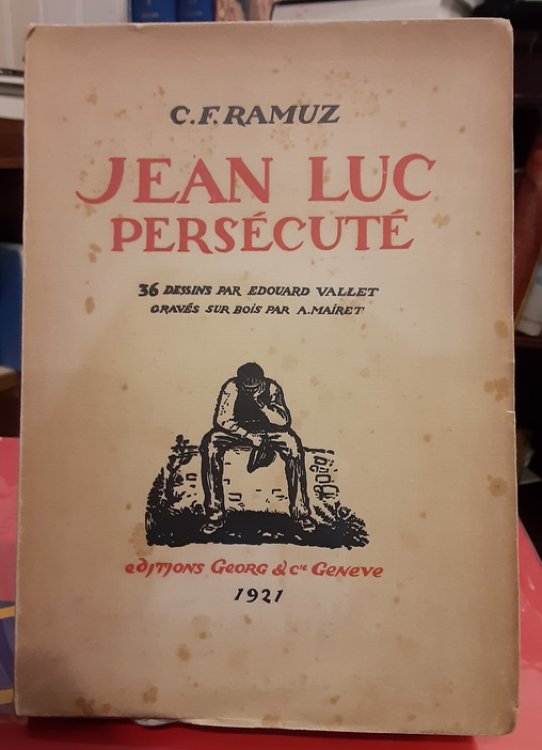 C. F. RAMUZ
JEAN LUC
PERSÉCUTÉ
36 DESSINS PAR EDOUARD VALLET
GRAVÉS SUR BOIS PAR A. MAIRET
EDITIONS GEORG & Cie GENEVE
1921